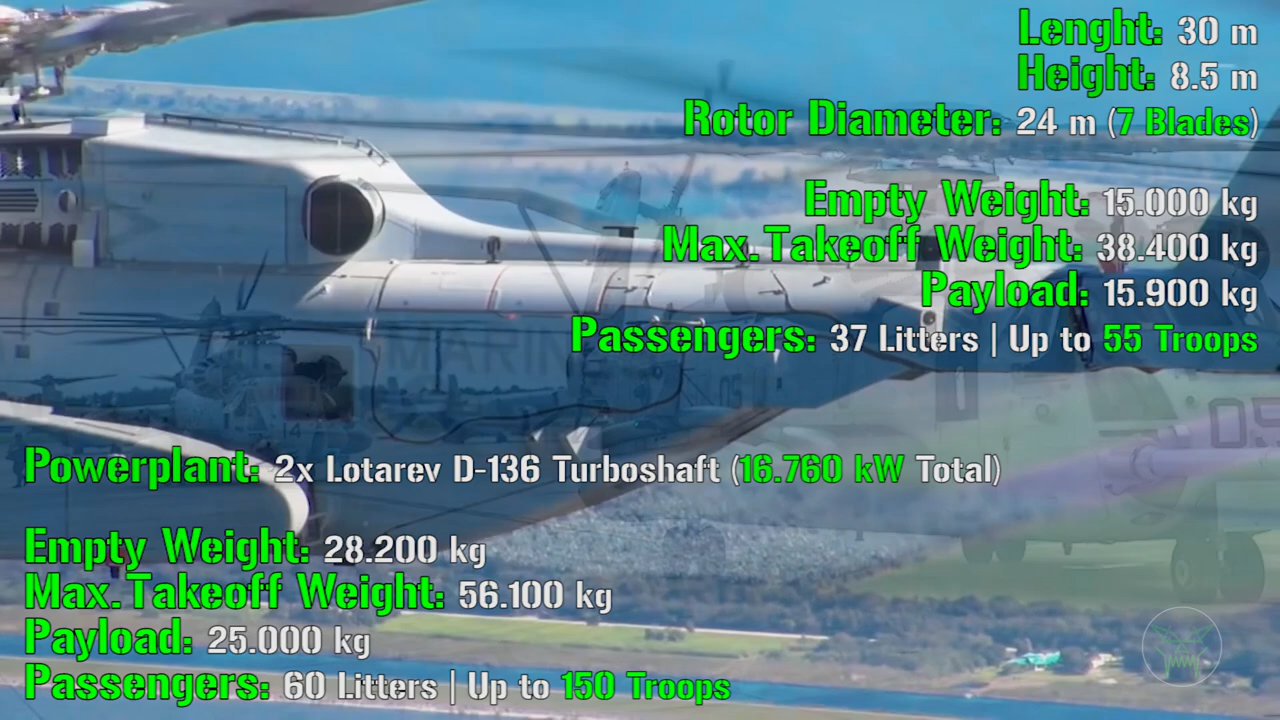 Lenght: 30 m
Height: 8.5 m
Rotor Diameter: 24 m (7 Blades)
Empty Weight: 15.000 kg
Max.Takeoff Weight: 38.400 kg
Payload: 15.900 kg
Passengers: 37 Litters | Up to 55 Troops
MARIN
05
Powerplant: 2x Lotarev D-136 Turboshaft (16.760 kW Total)
Empty Weight: 28.200 kg
Max.Takeoff Weight: 56.100 kg
Payload: 25.000 kg
Passengers: 60 Litters | Up to 150 Troops